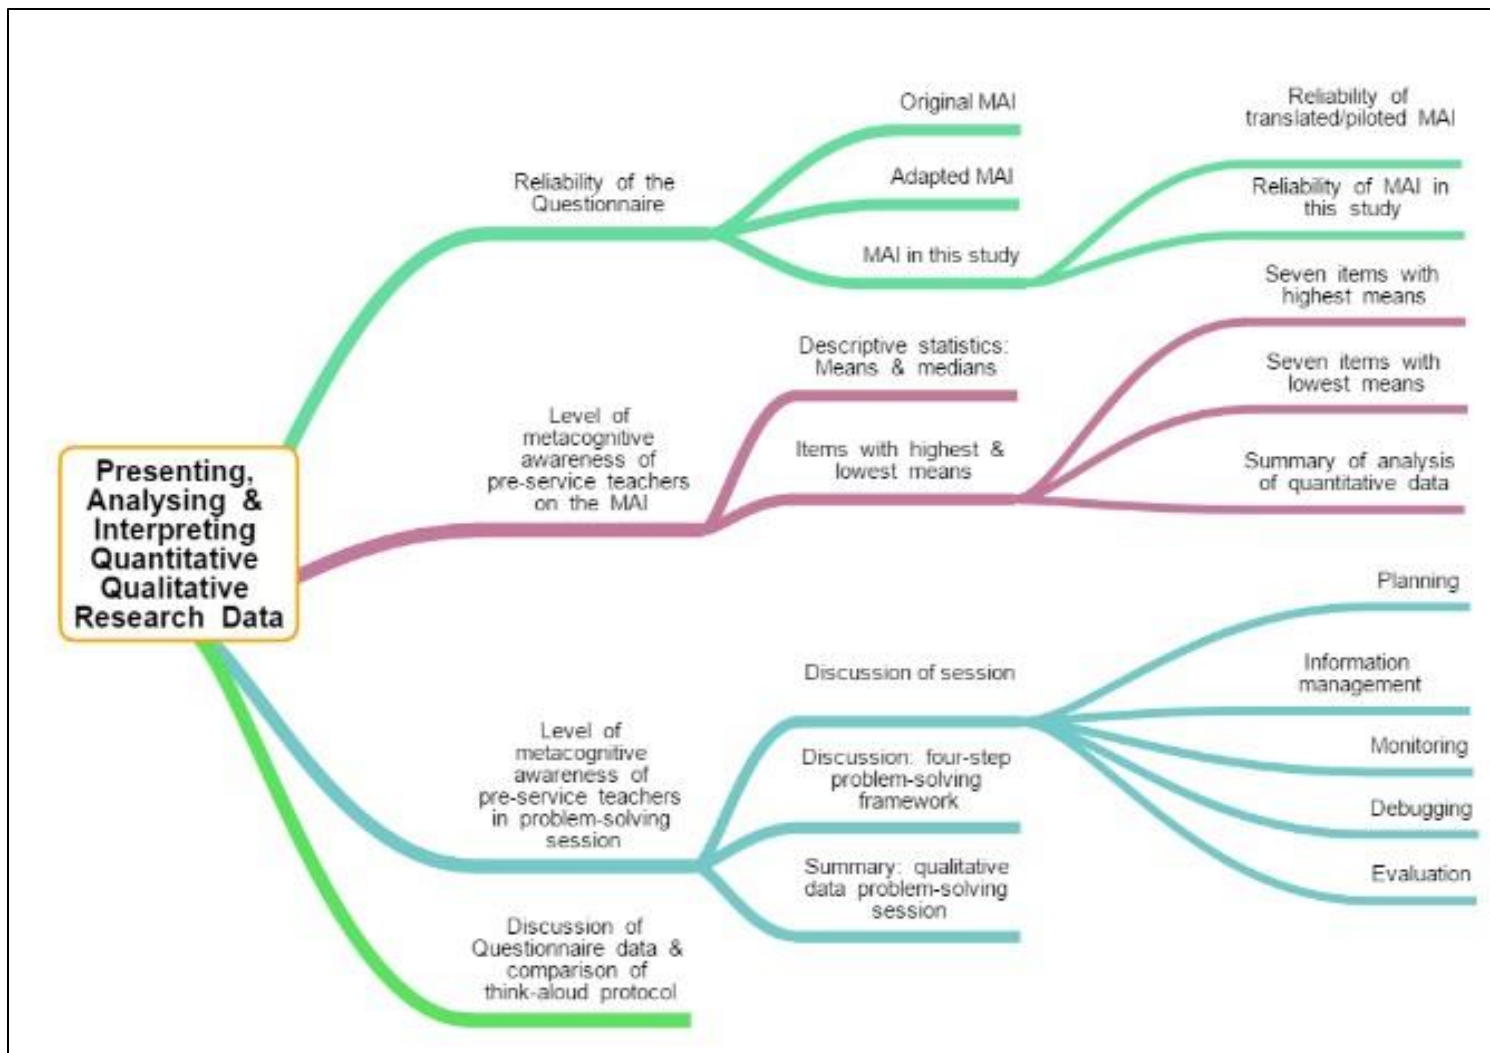 Presenting,
Analysing &
Interpreting
Quantitative
Qualitative
Research Data
Reliability of the
Questionnaire
Original MAI
Adapted MAI
MAI in this study
Reliability of
translated/piloted MAI
Reliability of MAI in
this study
Level of
metacognitive
awareness of
pre-service teachers
on the MAI
Descriptive statistics:
Means & medians
Items with highest &
lowest means
Seven items with
highest means
Seven items with
lowest means
Summary of analysis
of quantitative data
Level of
metacognitive
awareness of
pre-service teachers
in problem-solving
session
Discussion of session
Planning
Information
management
Monitoring
Debugging
Evaluation
Discussion: four-step
problem-solving
framework
Summary: qualitative
data problem-solving
session
Discussion of
Questionnaire data &
comparison of
think-aloud protocol